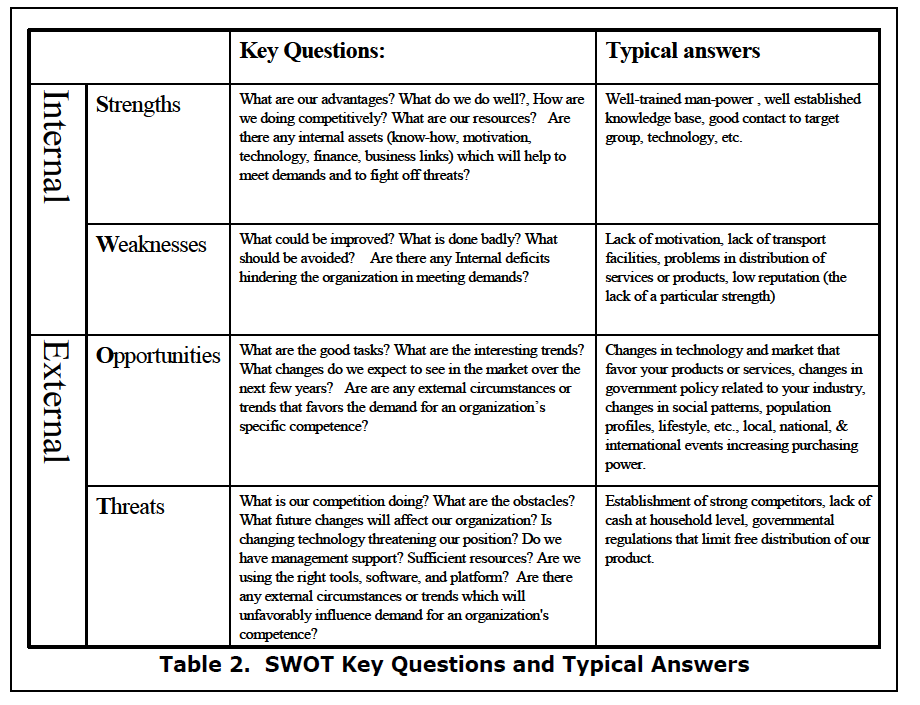 Key Questions:
Typical answers
Internal
Strengths
What are our advantages? What do we do well?, How are
we doing competitively? What are our resources?   Are
there any internal assets (know-how, motivation,
technology, finance, business links) which will help to
meet demands and to fight off threats?
Well-trained man-power , well established
knowledge base, good contact to target
group, technology, etc.
Weaknesses
What could be improved? What is done badly? What
should be avoided?    Are there any Internal deficits
hindering the organization in meeting demands?
Lack of motivation, lack of transport
facilities, problems in distribution of
services or products, low reputation (the
lack of a particular strength)
External
Opportunities
What are the good tasks? What are the interesting trends?
What changes do we expect to see in the market over the
next few years?   Are are any external circumstances or
trends that favors the demand for an organization’s
specific competence?
Changes in technology and market that
favor your products or services, changes in
government policy related to your industry,
changes in social patterns, population
profiles, lifestyle, etc., local, national, &
international events increasing purchasing
power.
Threats
What is our competition doing? What are the obstacles?
What future changes will affect our organization? Is
changing technology threatening our position? Do we
have management support? Sufficient resources? Are we
using the right tools, software, and platform?  Are there
any external circumstances or trends which will
unfavorably influence demand for an organization's
competence?
Establishment of strong competitors, lack of
cash at household level, governmental
regulations that limit free distribution of our
product.
Table 2.  SWOT Key Questions and Typical Answers